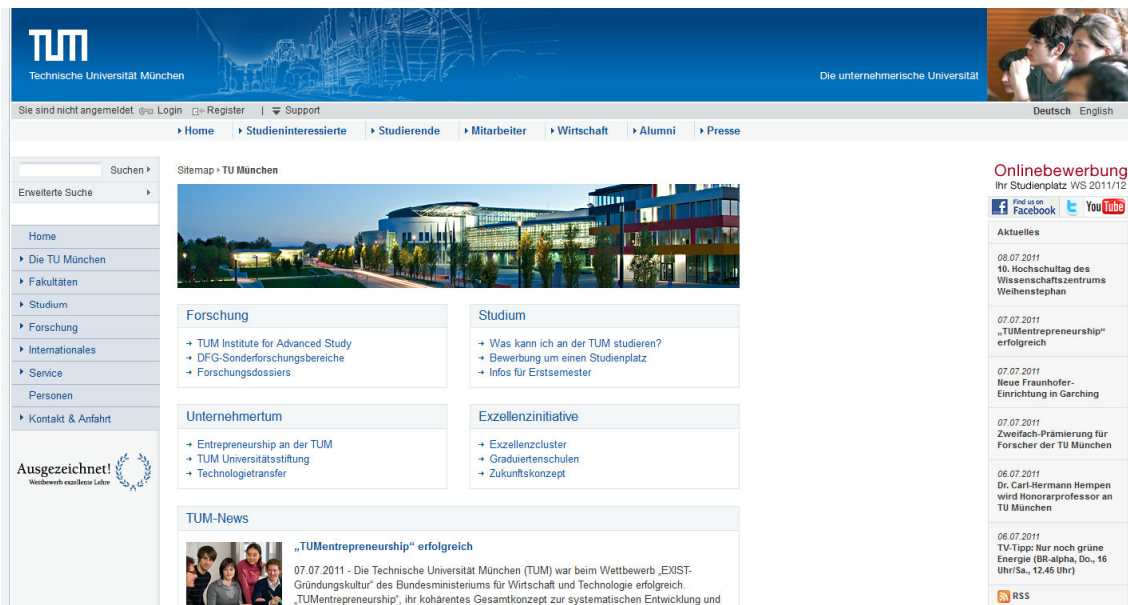 TUM
Technische Universität München
Die unternehmerische Universität
Sie sind nicht angemeldet. Login Register | Support
Deutsch English
Home Studieninteressierte Studierende Mitarbeiter Wirtschaft Alumni Presse
Suchen
Erweiterte Suche
Home
Die TU München
Fakultäten
Studium
Forschung
Internationales
Service
Personen
Kontakt & Anfahrt
Ausgezeichnet!
Wettbewerb exzellente Lehre
Sitemap › TU München
Forschung
TUM Institute for Advanced Study
DFG-Sonderforschungsbereiche
Forschungsdossiers
Studium
Was kann ich an der TUM studieren?
Bewerbung um einen Studienplatz
Infos für Erstsemester
Unternehmertum
Entrepreneurship an der TUM
TUM Universitätsstiftung
Technologietransfer
Exzellenzinitiative
Exzellenzcluster
Graduiertenschulen
Zukunftskonzept
TUM-News
„TUMentrepreneurship“ erfolgreich
07.07.2011 - Die Technische Universität München (TUM) war beim Wettbewerb „EXIST-
Gründungskultur“ des Bundesministeriums für Wirtschaft und Technologie erfolgreich.
„TUMentrepreneurship“, ihr kohärentes Gesamtkonzept zur systematischen Entwicklung und
Onlinebewerbung
Ihr Studienplatz WS 2011/12
Find us on
Facebook
YouTube
Aktuelles
08.07.2011
10. Hochschultag des
Wissenschaftszentrums
Weihenstephan
07.07.2011
„TUMentrepreneurship“
erfolgreich
07.07.2011
Neue Fraunhofer-
Einrichtung in Garching
07.07.2011
Zweifach-Prämierung für
Forscher der TU München
06.07.2011
Dr. Carl-Hermann Hempen
wird Honorarprofessor an
TU München
06.07.2011
TV-Tipp: Nur noch grüne
Energie (BR-alpha, Do., 16
Uhr/Sa., 12.45 Uhr)
RSS